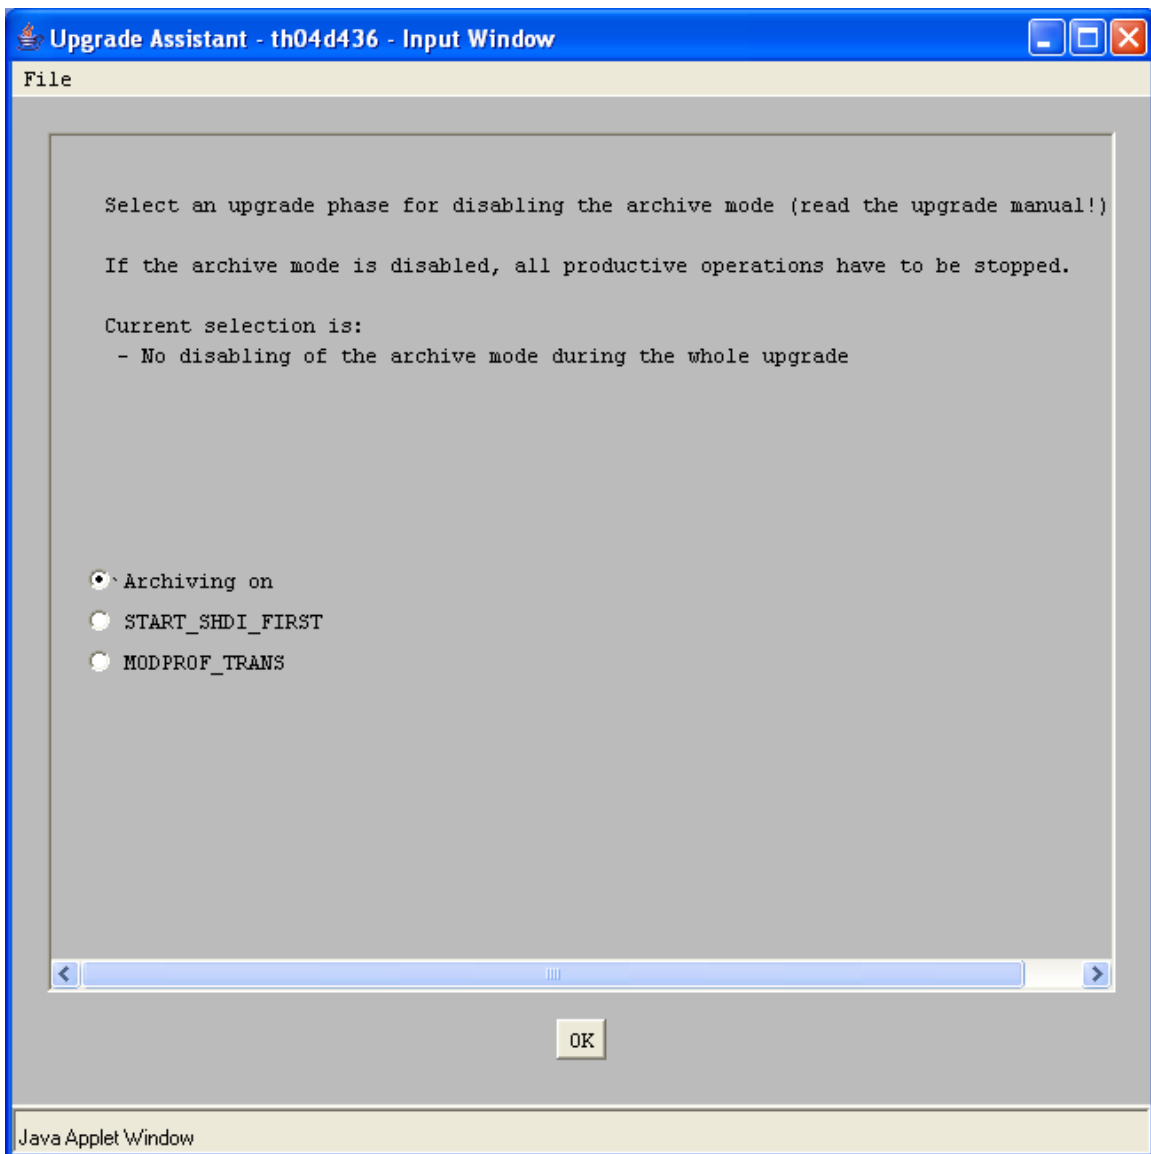 Upgrade Assistant - th04d436 - Input Window
File
Select an upgrade phase for disabling the archive mode (read the upgrade manual!)
If the archive mode is disabled, all productive operations have to be stopped.
Current selection is:
- No disabling of the archive mode during the whole upgrade
Archiving on
START_SHDI_FIRST
MODPROF_TRANS
OK
Java Applet Window